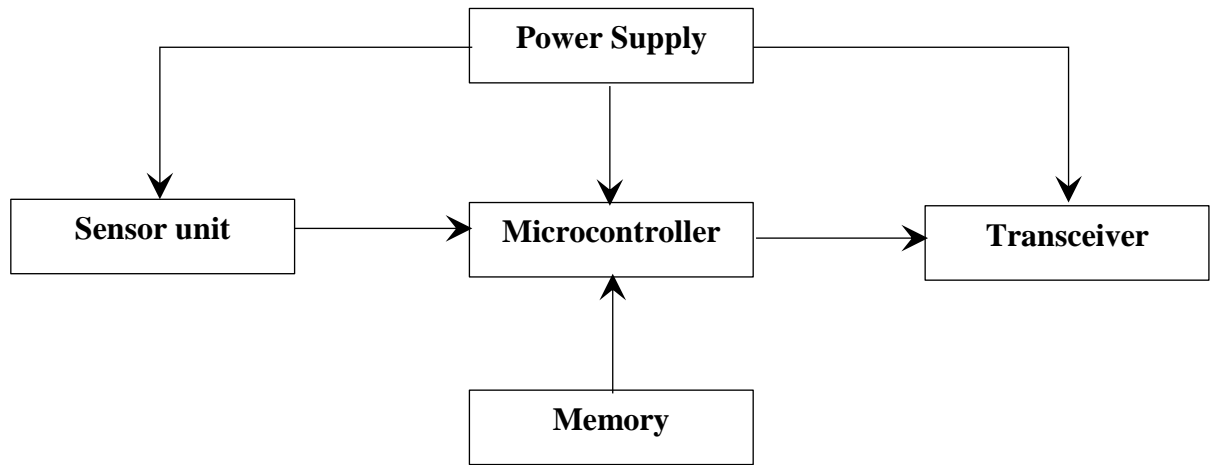 Power Supply
Sensor unit
Microcontroller
Transceiver
Memory